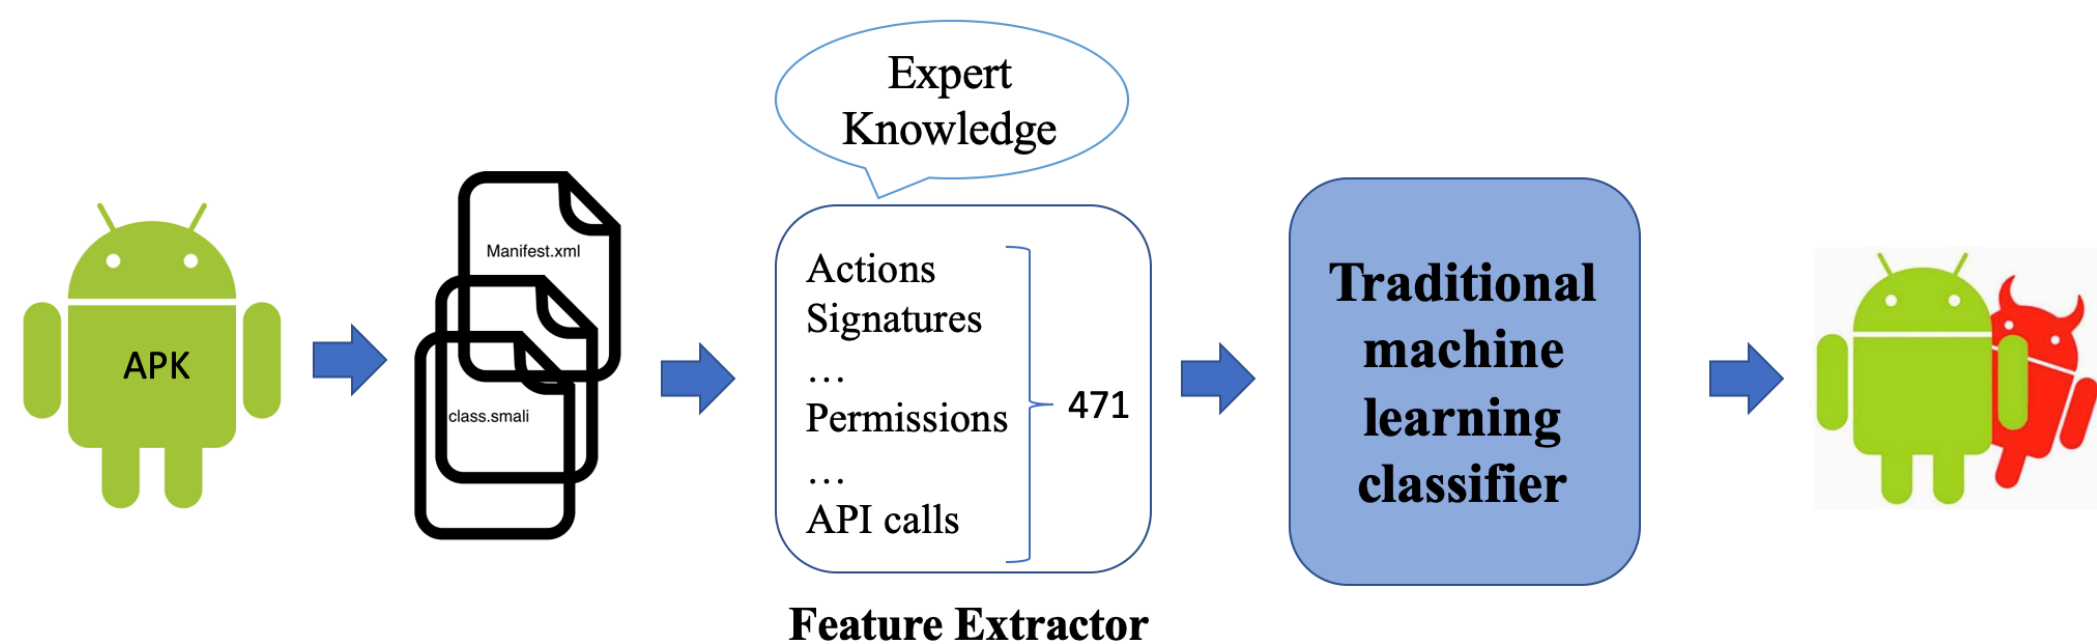 APK
Manifest.xml
class.smali
Expert
Knowledge
Actions
Signatures
…
Permissions
…
API calls
471
Feature Extractor
Traditional
machine
learning
classifier